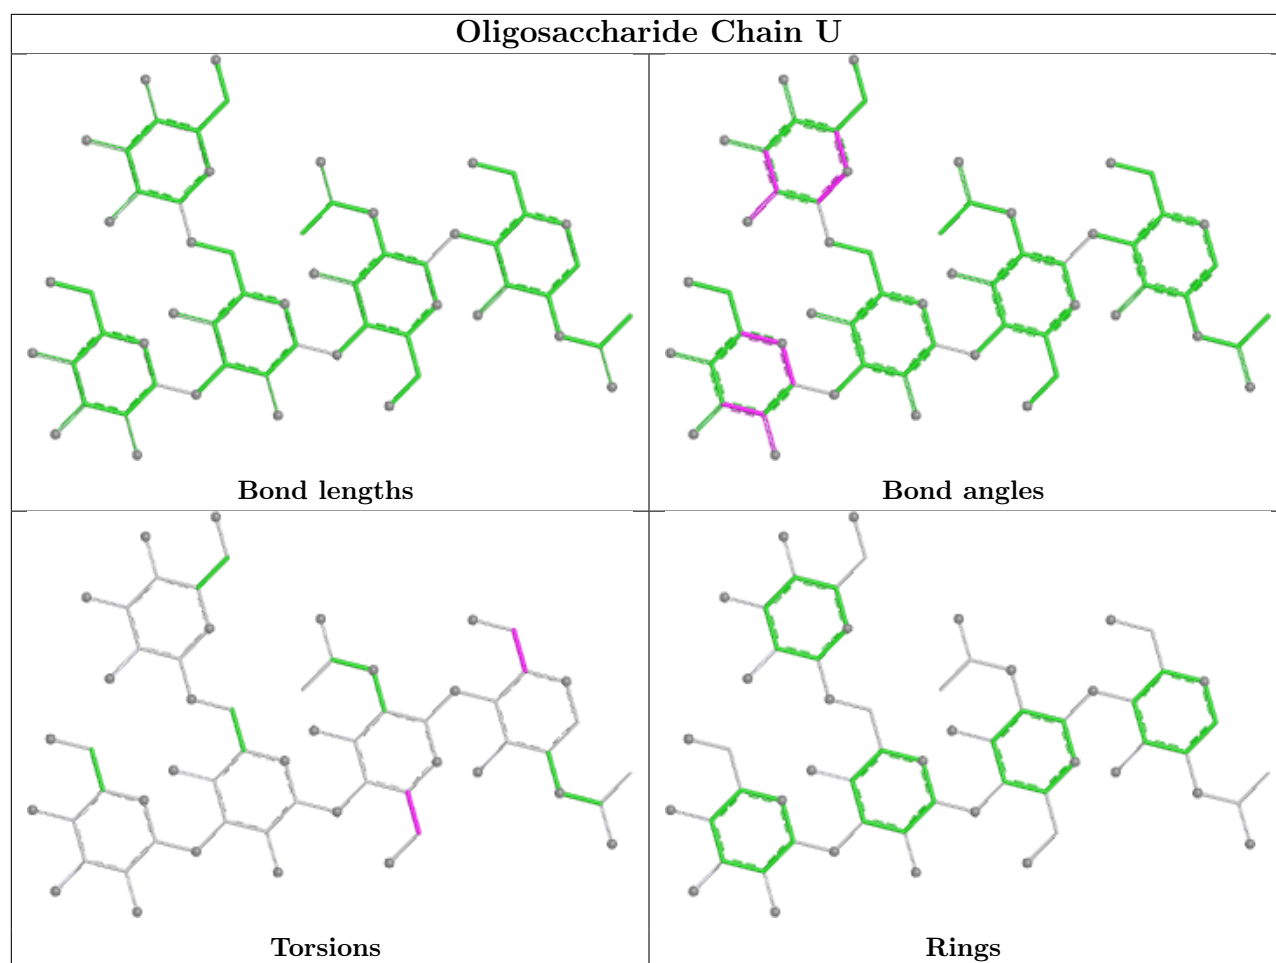 Oligosaccharide Chain U
Bond lengths
Bond angles
Torsions
Rings